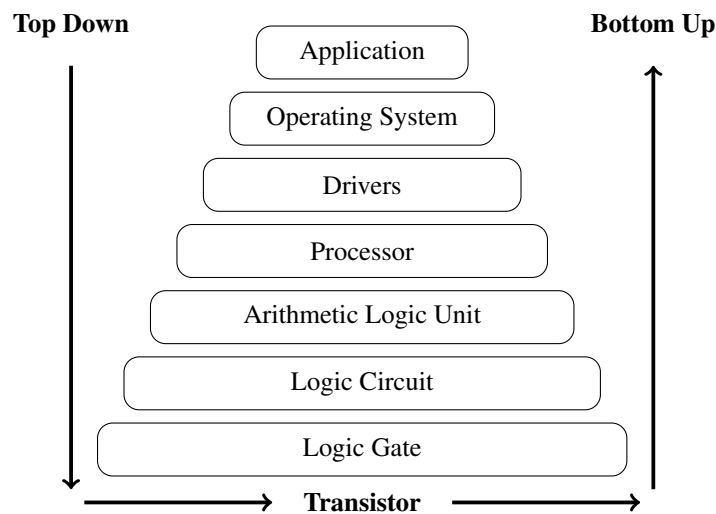 Top Down
Bottom Up
Application
Operating System
Drivers
Processor
Arithmetic Logic Unit
Logic Circuit
Logic Gate
Transistor